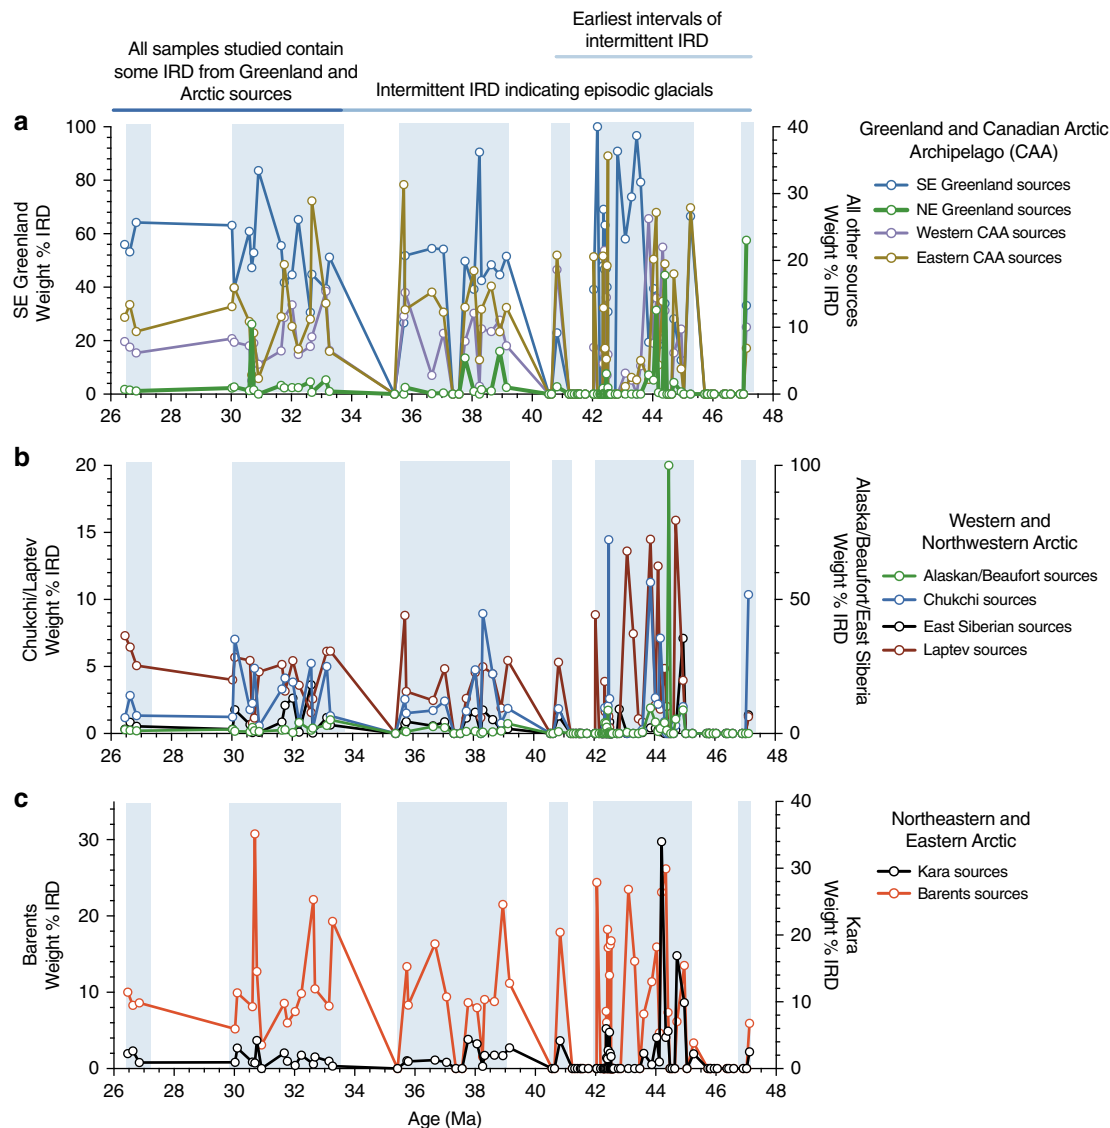 Earliest intervals of
intermittent IRD
All samples studied contain
some IRD from Greenland and
Arctic sources
Intermittent IRD indicating episodic glacials
a
100
80
60
40
20
0
SE Greenland
Weight % IRD
40
30
20
10
0
All other sources
Weight % IRD
26 28 30 32 34 36 38 40 42 44 46 48
Greenland and Canadian Arctic
Archipelago (CAA)
SE Greenland sources
NE Greenland sources
Western CAA sources
Eastern CAA sources
b
20
15
10
5
0
Chukchi/Laptev
Weight % IRD
100
50
0
Alaska/Beaufort/East Siberia
Weight % IRD
26 28 30 32 34 36 38 40 42 44 46 48
Western and
Northwestern Arctic
Alaskan/Beaufort sources
Chukchi sources
East Siberian sources
Laptev sources
c
30
20
10
0
Barents
Weight % IRD
40
30
20
10
0
Kara
Weight % IRD
26 28 30 32 34 36 38 40 42 44 46 48
Age (Ma)
Northeastern and
Eastern Arctic
Kara sources
Barents sources